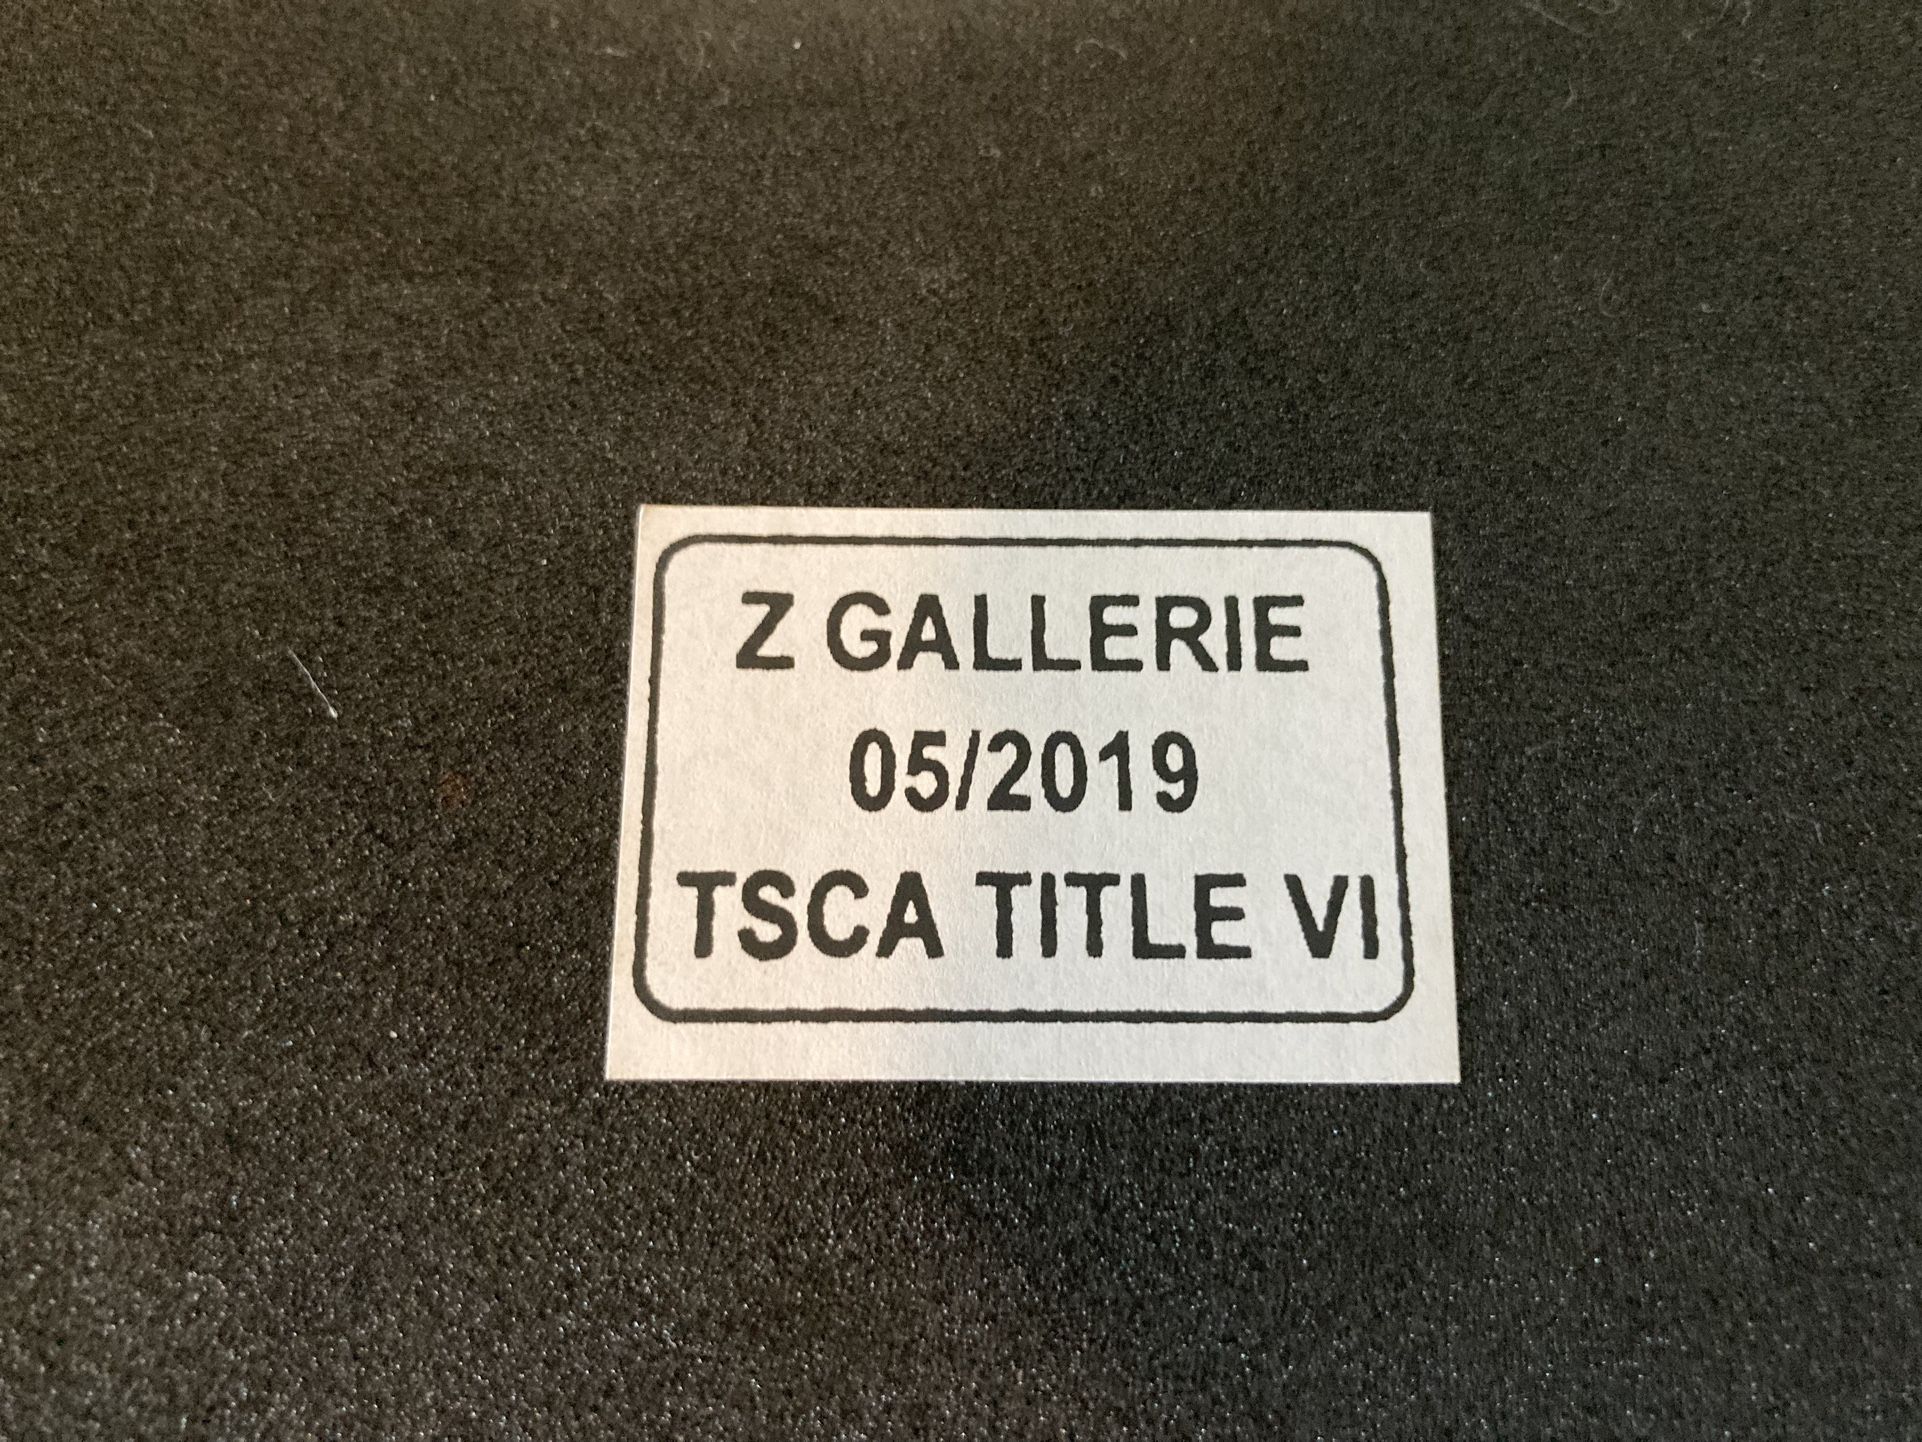 Z GALLERIE
05/2019
TSCA TITLE VI